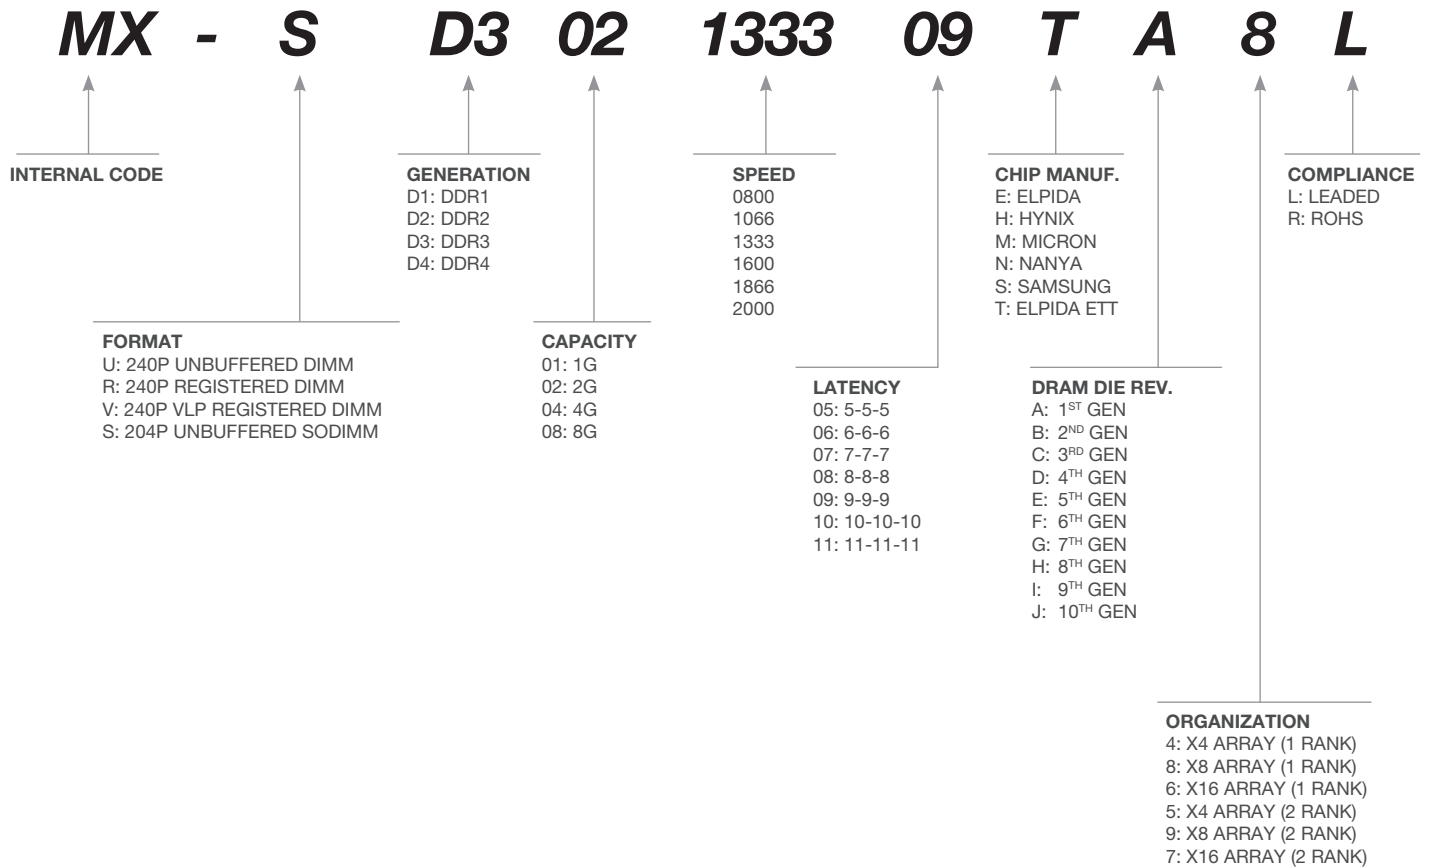 MX - S D3 02 1333 09 T A 8 L
INTERNAL CODE
FORMAT
U: 240P UNBUFFERED DIMM
R: 240P REGISTERED DIMM
V: 240P VLP REGISTERED DIMM
S: 204P UNBUFFERED SODIMM
GENERATION
D1: DDR1
D2: DDR2
D3: DDR3
D4: DDR4
CAPACITY
01: 1G
02: 2G
04: 4G
08: 8G
SPEED
0800
1066
1333
1600
1866
2000
LATENCY
05: 5-5-5
06: 6-6-6
07: 7-7-7
08: 8-8-8
09: 9-9-9
10: 10-10-10
11: 11-11-11
CHIP MANUF.
E: ELPIDA
H: HYNIX
M: MICRON
N: NANYA
S: SAMSUNG
T: ELPIDA ETT
DRAM DIE REV.
A: 1ST GEN
B: 2ND GEN
C: 3RD GEN
D: 4TH GEN
E: 5TH GEN
F: 6TH GEN
G: 7TH GEN
H: 8TH GEN
I: 9TH GEN
J: 10TH GEN
ORGANIZATION
4: X4 ARRAY (1 RANK)
8: X8 ARRAY (1 RANK)
6: X16 ARRAY (1 RANK)
5: X4 ARRAY (2 RANK)
9: X8 ARRAY (2 RANK)
7: X16 ARRAY (2 RANK)
COMPLIANCE
L: LEADED
R: ROHS